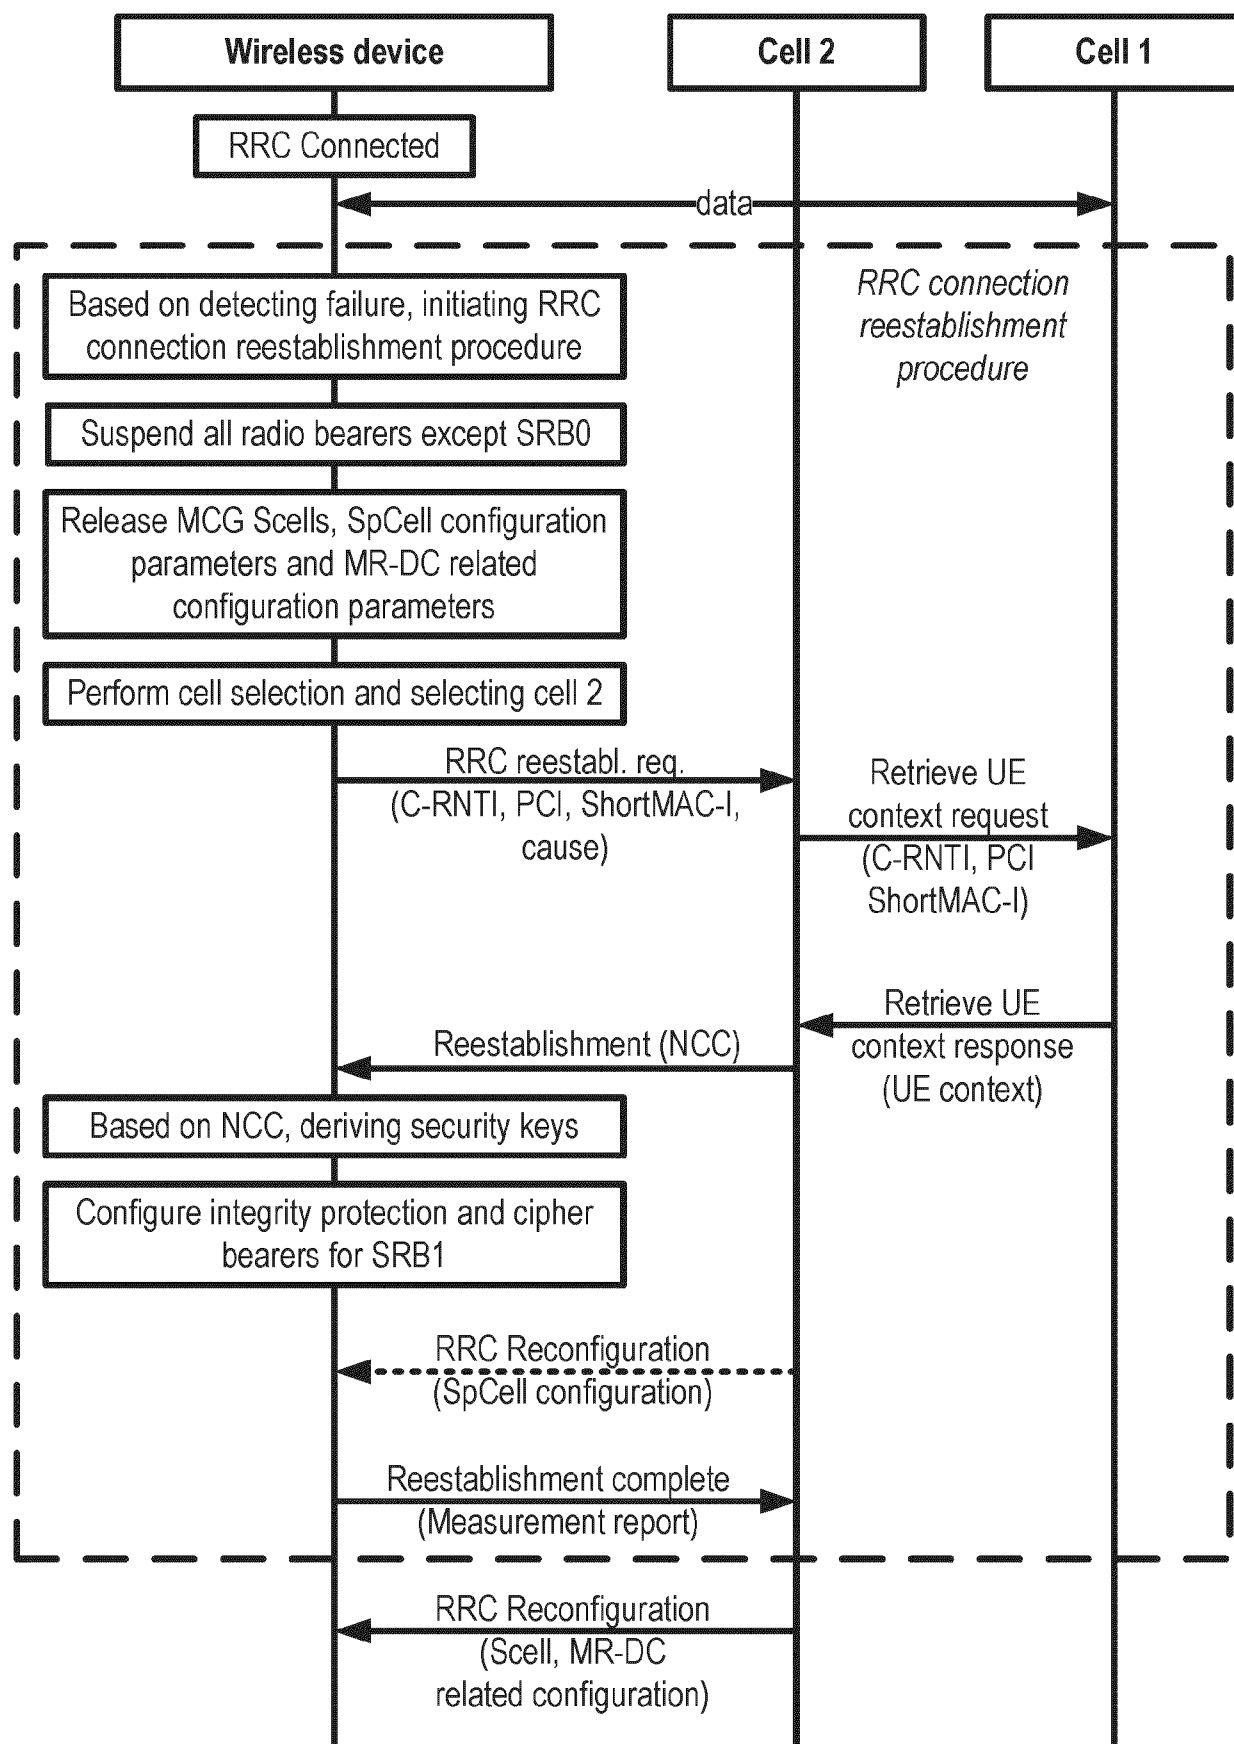 Wireless device
Cell 2
Cell 1
RRC Connected
data
RRC connection
reestablishment
procedure
Based on detecting failure, initiating RRC
connection reestablishment procedure
Suspend all radio bearers except SRB0
Release MCG Scells, SpCell configuration
parameters and MR-DC related
configuration parameters
Perform cell selection and selecting cell 2
RRC reestabl. req.
(C-RNTI, PCI, ShortMAC-I,
cause)
Retrieve UE
context request
(C-RNTI, PCI
ShortMAC-I)
Retrieve UE
context response
(UE context)
Reestablishment (NCC)
Based on NCC, deriving security keys
Configure integrity protection and cipher
bearers for SRB1
RRC Reconfiguration
(SpCell configuration)
Reestablishment complete
(Measurement report)
RRC Reconfiguration
(Scell, MR-DC
related configuration)